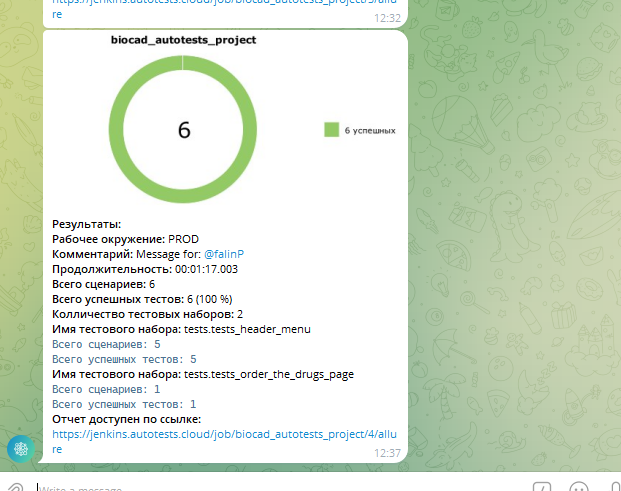 https://jenkins.autotests.cloud/job/biocad_autotests_project/3/allu
re
12:32
biocad_autotests_project
6
6 успешных
Результаты:
Рабочее окружение: PROD
Комментарий: Message for: @falinP
Продолжительность: 00:01:17.003
Всего сценариев: 6
Всего успешных тестов: 6 (100 %)
Колличество тестовых наборов: 2
Имя тестового набора: tests.tests_header_menu
Всего сценариев: 5
Всего успешных тестов: 5
Имя тестового набора: tests.tests_order_the_drugs_page
Всего сценариев: 1
Всего успешных тестов: 1
Отчет доступен по ссылке:
https://jenkins.autotests.cloud/job/biocad_autotests_project/4/allu
re
12:37
Write a message...